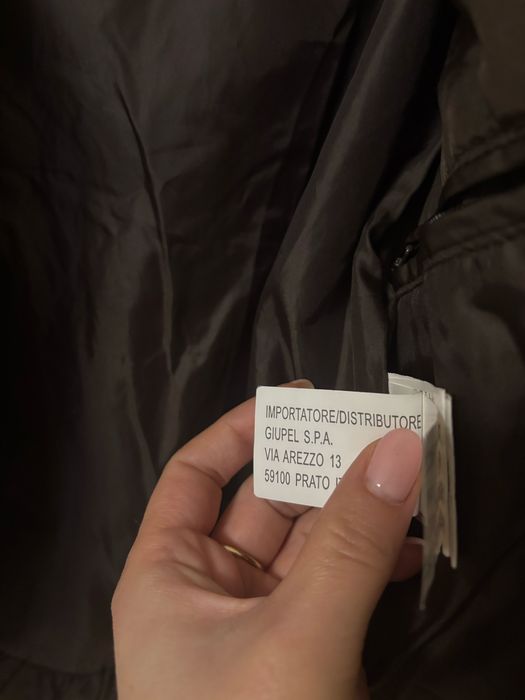 IMPORTATORE/DISTRIBUTORE
GIUPEL S.P.A.
VIA AREZZO 13
59100 PRATO